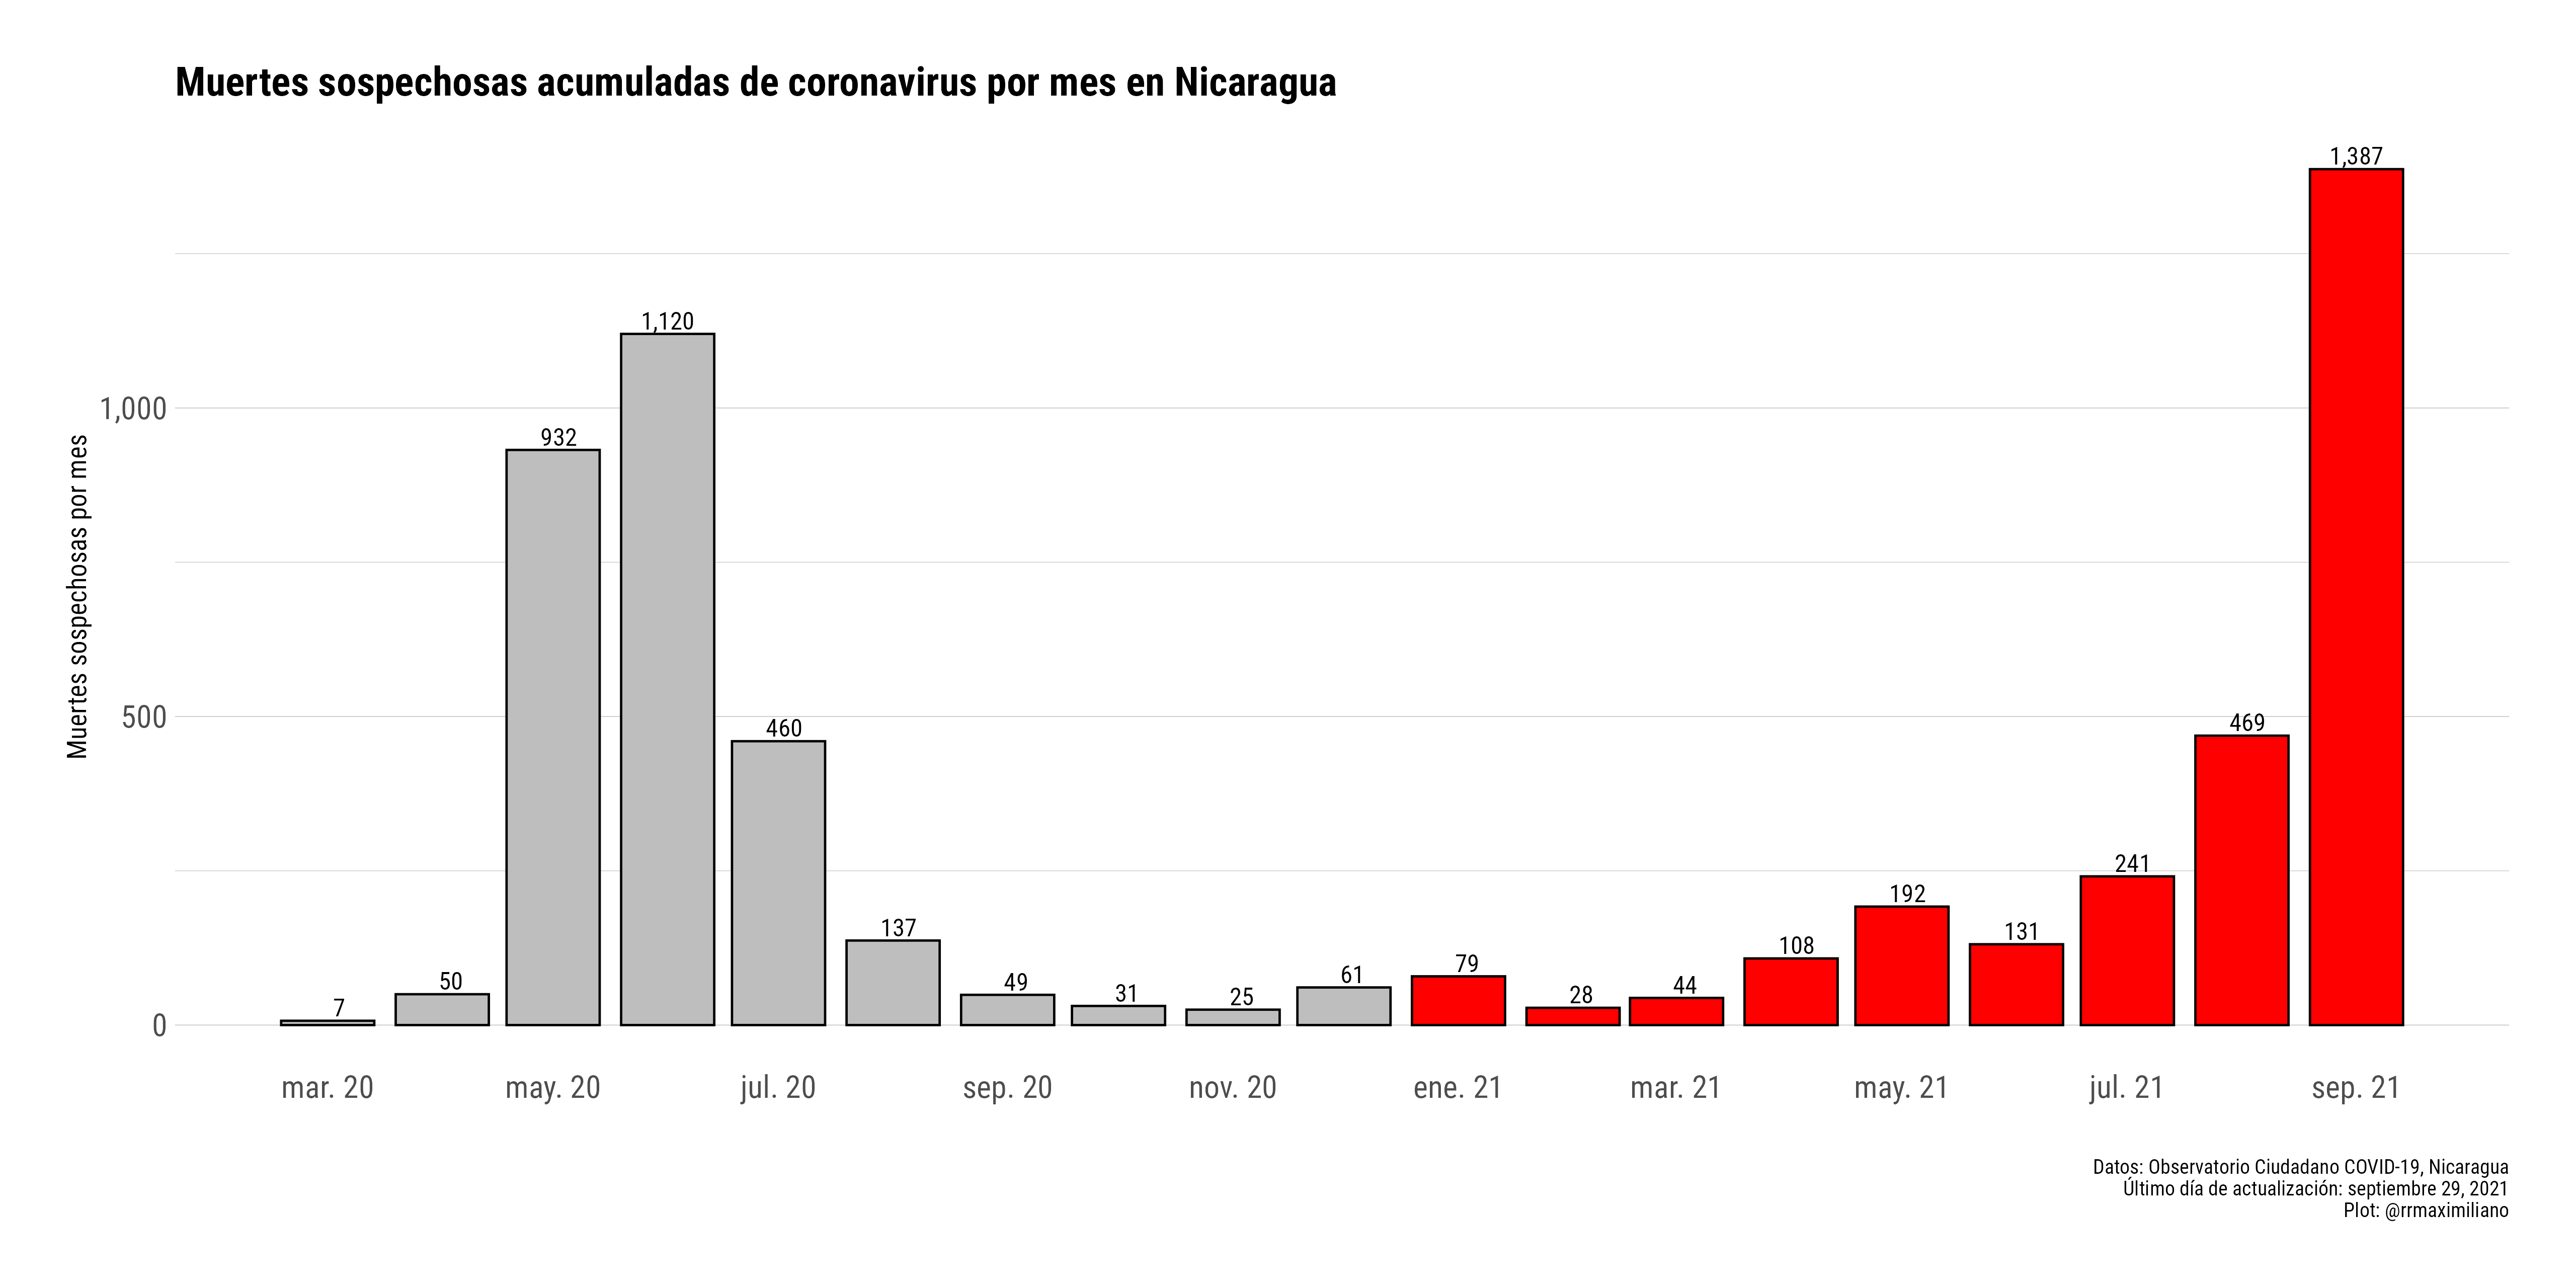 Muertes sospechosas acumuladas de coronavirus por mes en Nicaragua
Muertes sospechosas por mes
1,000
500
0
7
50
932
1,120
460
137
49
31
25
61
79
28
44
108
192
131
241
469
1,387
mar. 20
may. 20
jul. 20
sep. 20
nov. 20
ene. 21
mar. 21
may. 21
jul. 21
sep. 21
Datos: Observatorio Ciudadano COVID-19, Nicaragua
Último día de actualización: septiembre 29, 2021
Plot: @rrmaximiliano